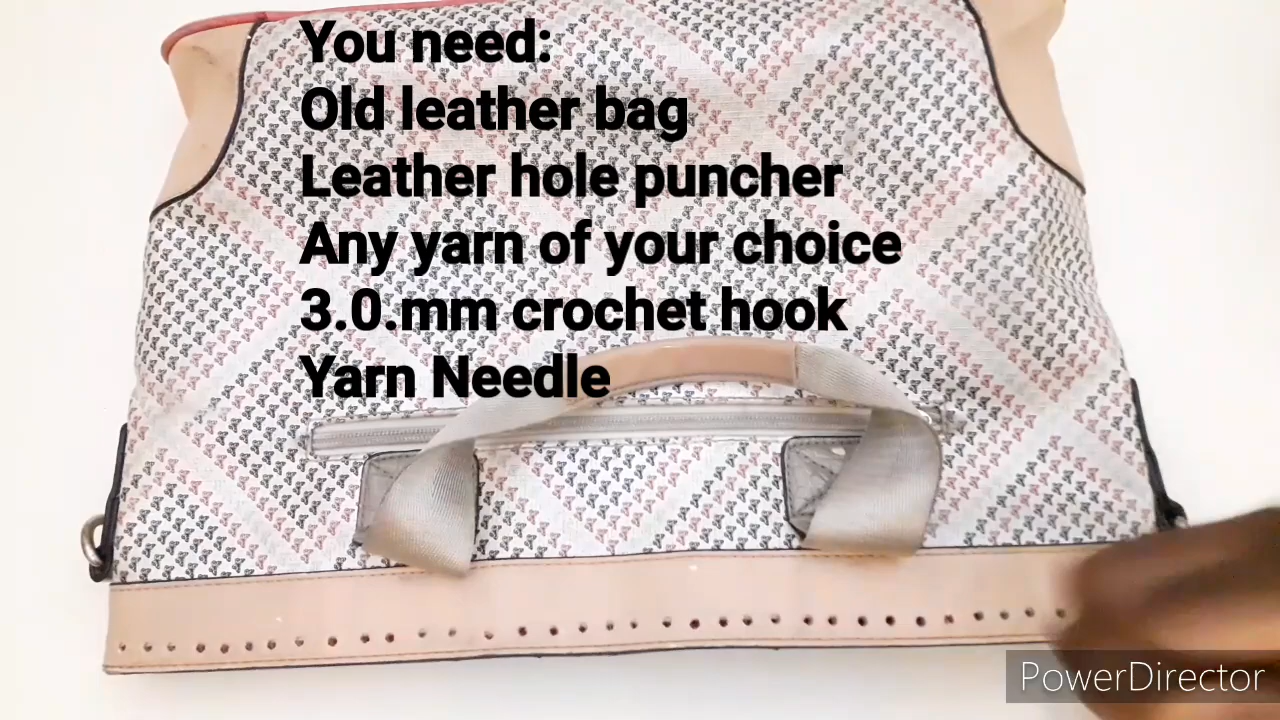 You need:
Old leather bag
Leather hole puncher
Any yarn of your choice
3.0.mm crochet hook
Yarn Needle
PowerDirector